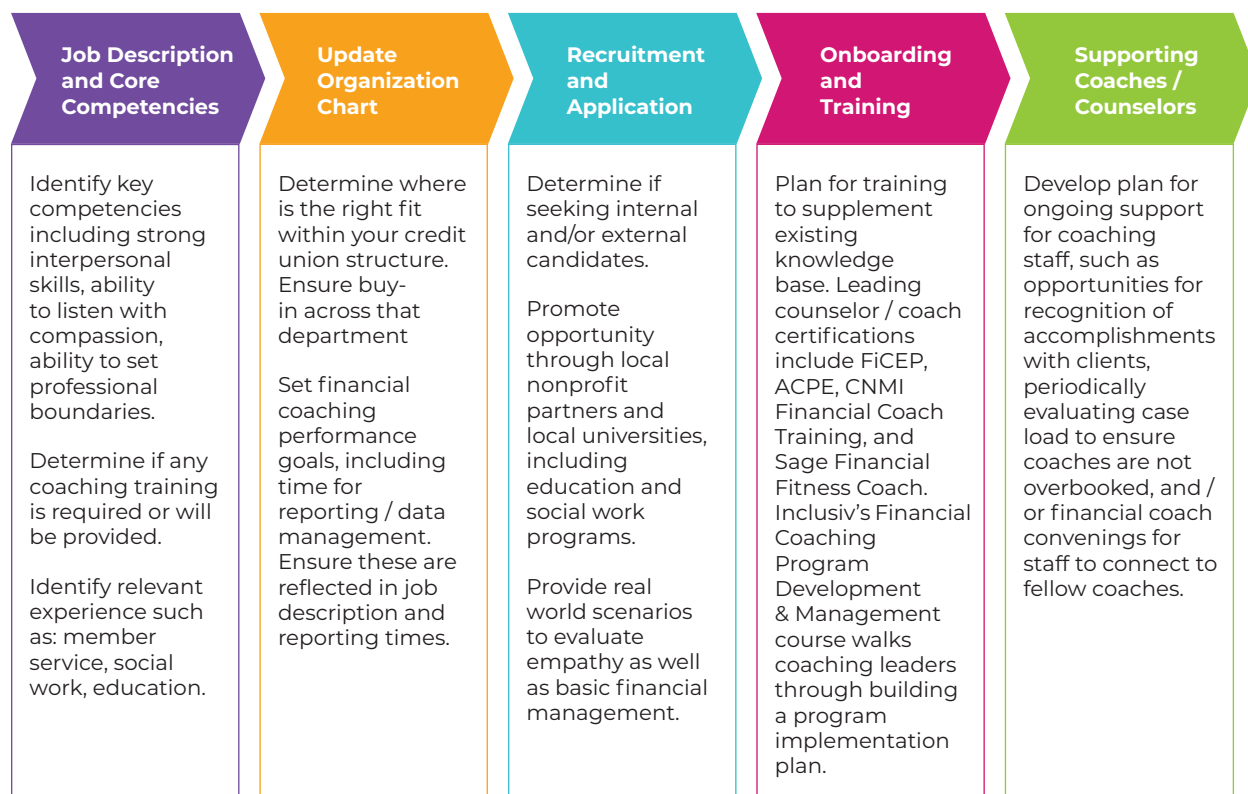 Job Description
and Core
Competencies
Identify key
competencies
including strong
interpersonal
skills, ability
to listen with
compassion,
ability to set
professional
boundaries.
Determine if any
coaching training
is required or will
be provided.
Identify relevant
experience such
as: member
service, social
work, education.
Update
Organization
Chart
Determine where
is the right fit
within your credit
union structure.
Ensure buy-
in across that
department
Set financial
coaching
performance
goals, including
time for
reporting / data
management.
Ensure these are
reflected in job
description and
reporting times.
Recruitment
and
Application
Determine if
seeking internal
and/or external
candidates.
Promote
opportunity
through local
nonprofit
partners and
local universities,
including
education and
social work
programs.
Provide real
world scenarios
to evaluate
empathy as well
as basic financial
management.
Onboarding
and
Training
Plan for training
to supplement
existing
knowledge
base. Leading
counselor / coach
certifications
include FiCEP,
ACPE, CNMI
Financial Coach
Training, and
Sage Financial
Fitness Coach.
Inclusiv’s Financial
Coaching
Program
Development
& Management
course walks
coaching leaders
through building
a program
implementation
plan.
Supporting
Coaches /
Counselors
Develop plan for
ongoing support
for coaching
staff, such as
opportunities for
recognition of
accomplishments
with clients,
periodically
evaluating case
load to ensure
coaches are not
overbooked, and /
or financial coach
convenings for
staff to connect to
fellow coaches.